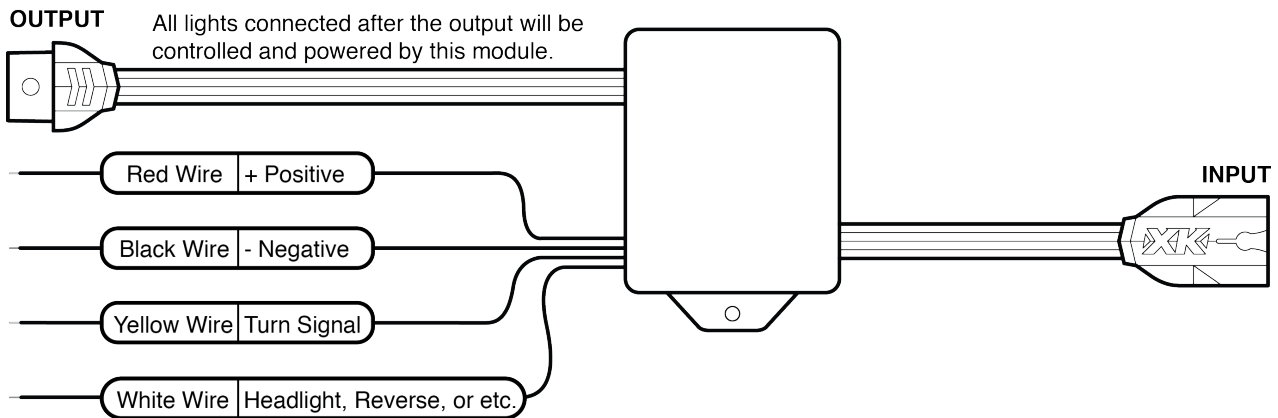 OUTPUT
All lights connected after the output will be
controlled and powered by this module.
Red Wire + Positive
Black Wire - Negative
Yellow Wire Turn Signal
White Wire Headlight, Reverse, or etc.
INPUT
XK